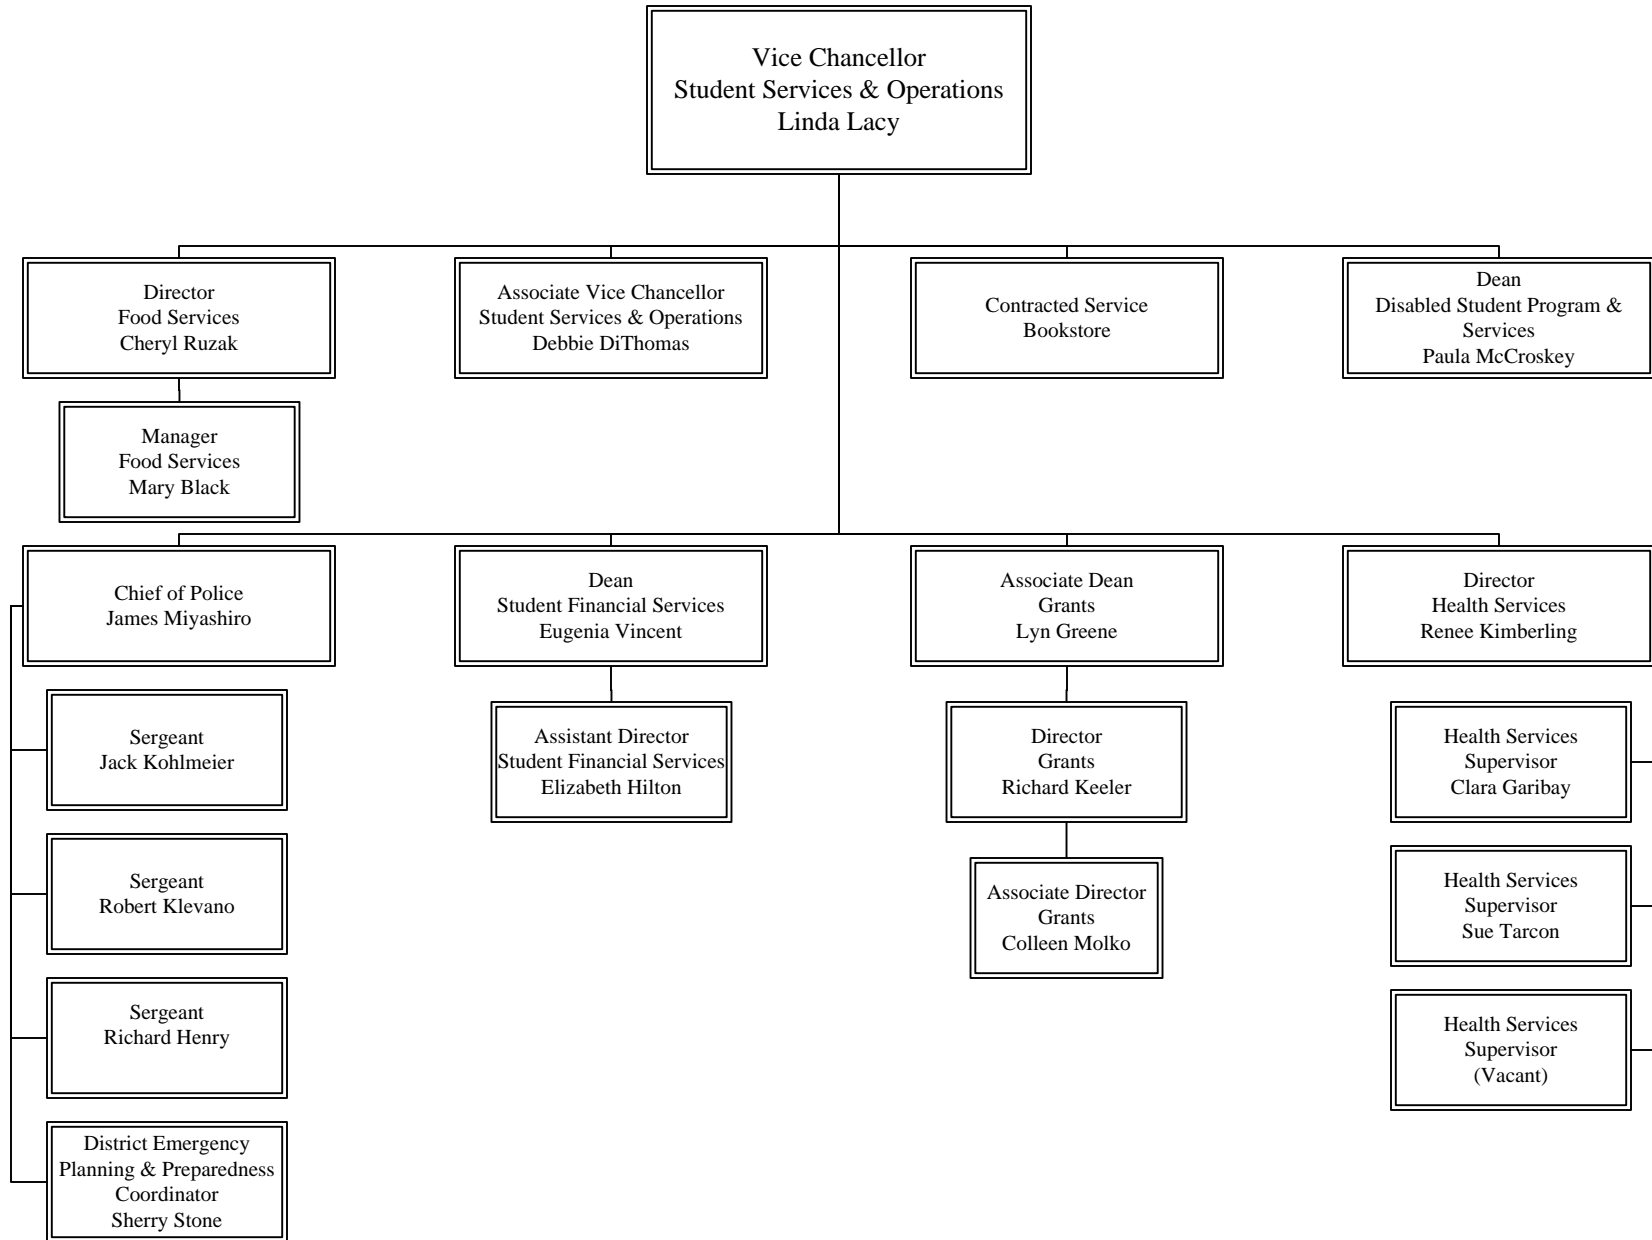 Vice Chancellor
Student Services & Operations
Linda Lacy
Director
Food Services
Cheryl Ruzak
Associate Vice Chancellor
Student Services & Operations
Debbie DiThomas
Contracted Service
Bookstore
Dean
Disabled Student Program &
Services
Paula McCroskey
Manager
Food Services
Mary Black
Chief of Police
James Miyashiro
Dean
Student Financial Services
Eugenia Vincent
Associate Dean
Grants
Lyn Greene
Director
Health Services
Renee Kimberling
Sergeant
Jack Kohlmeier
Assistant Director
Student Financial Services
Elizabeth Hilton
Director
Grants
Richard Keeler
Health Services
Supervisor
Clara Garibay
Sergeant
Robert Klevano
Associate Director
Grants
Colleen Molko
Health Services
Supervisor
Sue Tarcon
Sergeant
Richard Henry
Health Services
Supervisor
(Vacant)
District Emergency
Planning & Preparedness
Coordinator
Sherry Stone